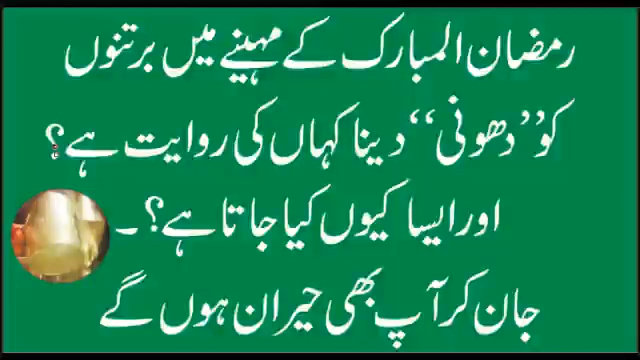 رمضان المبارک کے مہینے میں برتنوں
کو ’’دھونی‘‘ دینا کہاں کی روایت ہے؟
اور ایسا کیوں کیا جاتا ہے؟۔
جان کر آپ بھی حیران ہوں گے